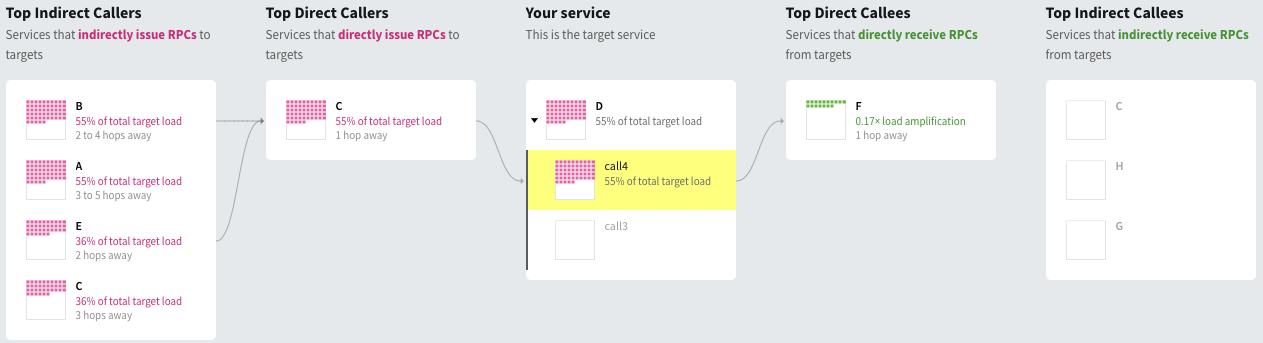 Top Indirect Callers
Services that indirectly issue RPCs to
targets
B
55% of total target load
2 to 4 hops away
A
55% of total target load
3 to 5 hops away
E
36% of total target load
2 hops away
C
36% of total target load
3 hops away
Top Direct Callers
Services that directly issue RPCs to
targets
C
55% of total target load
1 hop away
Your service
This is the target service
D
55% of total target load
call4
55% of total target load
call3
Top Direct Callees
Services that directly receive RPCs
from targets
F
0.17× load amplification
1 hop away
Top Indirect Callees
Services that indirectly receive RPCs
from targets
C
H
G